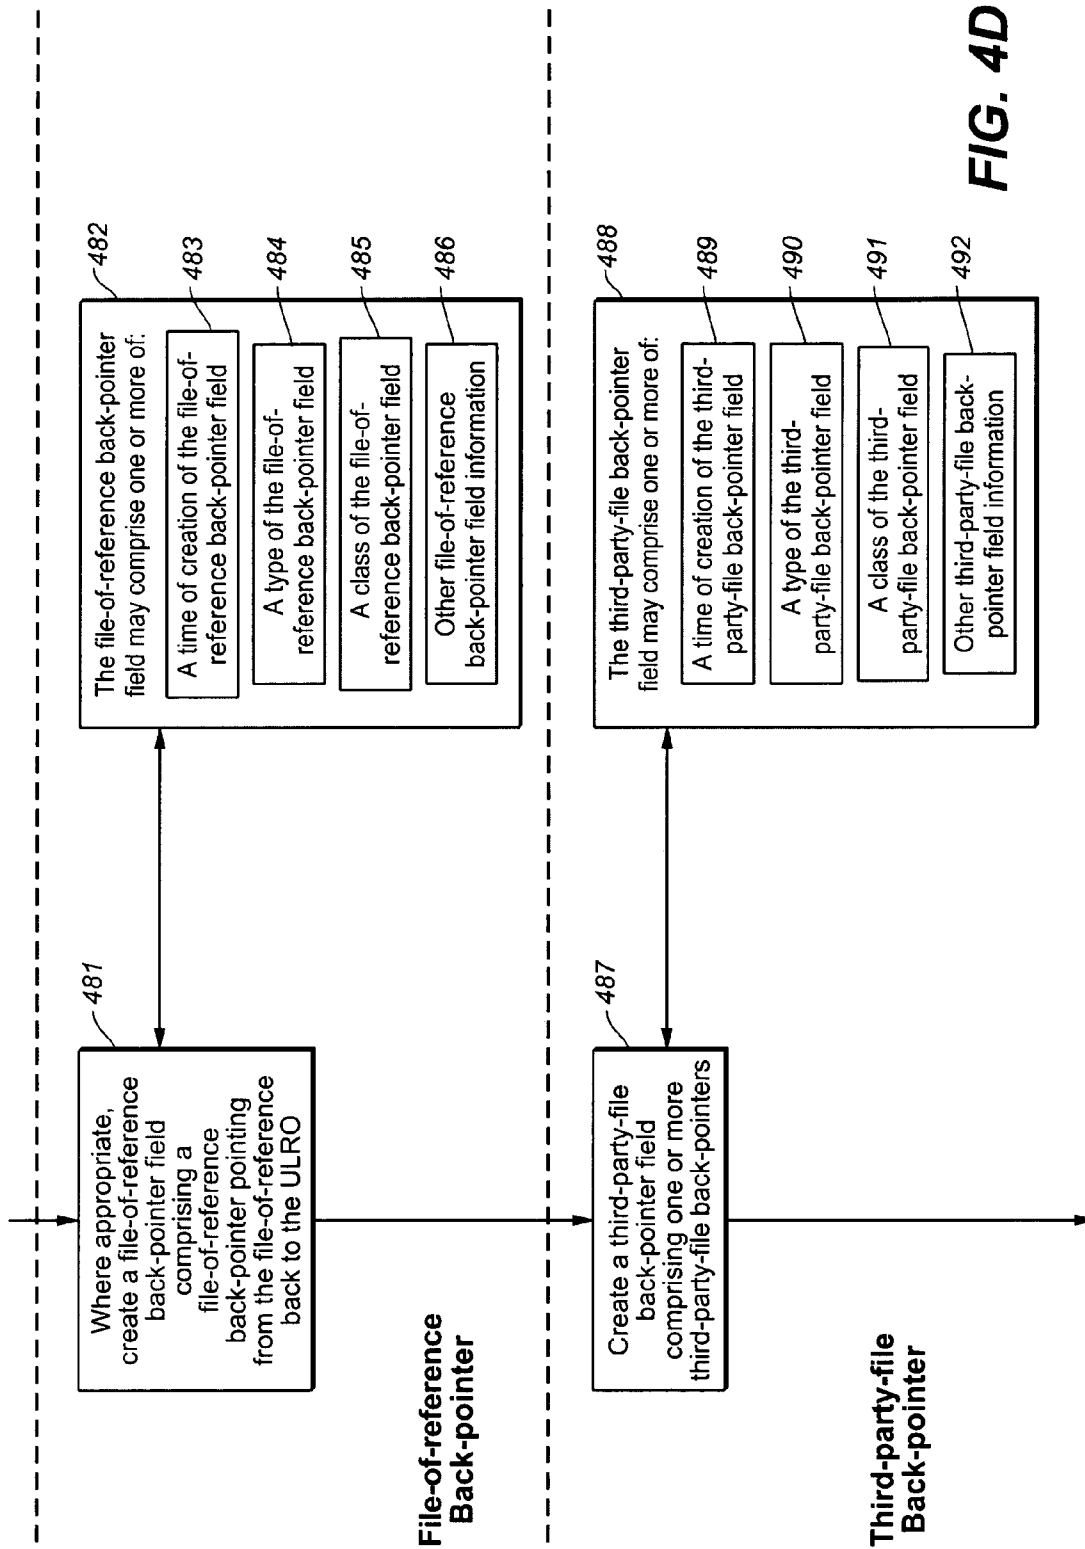 481
Where appropriate,
create a file-of-reference
back-pointer field
comprising a
file-of-reference
back-pointer pointing
from the file-of-reference
back to the ULRO
File-of-reference
Back-pointer
482
The file-of-reference back-pointer
field may comprise one or more of:
483
A time of creation of the file-of-
reference back-pointer field
484
A type of the file-of-
reference back-pointer field
485
A class of the file-of-
reference back-pointer field
486
Other file-of-reference
back-pointer field information
487
Create a third-party-file
back-pointer field
comprising one or more
third-party-file back-pointers
Third-party-file
Back-pointer
488
The third-party-file back-pointer
field may comprise one or more of:
489
A time of creation of the third-
party-file back-pointer field
490
A type of the third-
party-file back-pointer field
491
A class of the third-
party-file back-pointer field
492
Other third-party-file back-
pointer field information
FIG. 4D